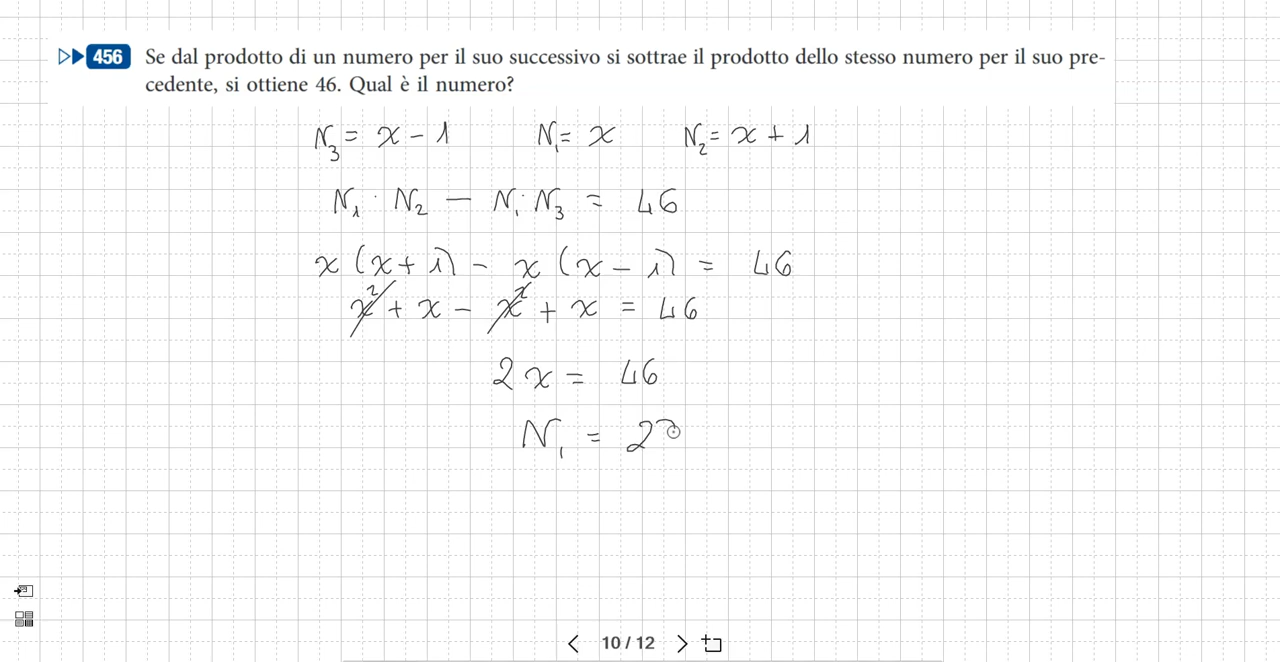 456 Se dal prodotto di un numero per il suo successivo si sottrae il prodotto dello stesso numero per il suo pre-
cedente, si ottiene 46. Qual è il numero?
N₃ = x - 1 N₁ = x N₂ = x + 1
N₁ · N₂ - N₁ · N₃ = 46
x (x + 1) - x (x - 1) = 46
x² + x - x² + x = 46
2x = 46
N₁ = 2
10 / 12